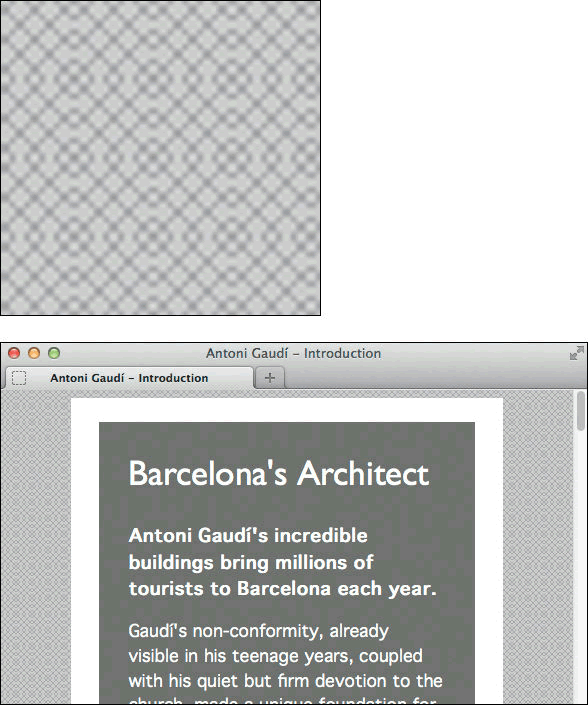 Antoni Gaudí – Introduction
Antoni Gaudí – Introduction
Barcelona's Architect
Antoni Gaudí's incredible
buildings bring millions of
tourists to Barcelona each year.
Gaudí's non-conformity, already
visible in his teenage years, coupled
with his quiet but firm devotion to the
church, made a unique foundation for